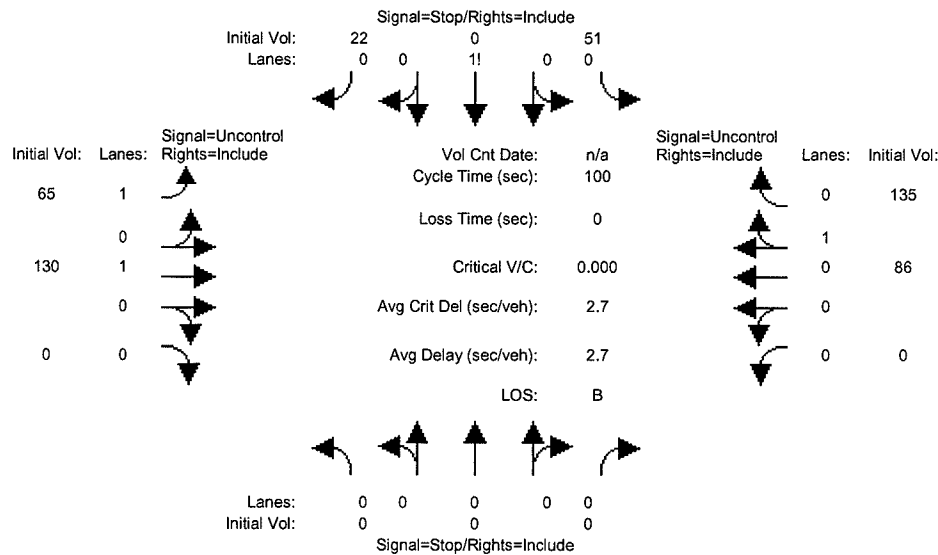 Signal=Stop/Rights=Include
Initial Vol: 22 0 51
Lanes: 0 0 1! 0 0
Signal=Uncontrol
Initial Vol: Lanes: Rights=Include
65 1
0
130 1
0
0 0
Vol Cnt Date: n/a
Cycle Time (sec): 100
Loss Time (sec): 0
Critical V/C: 0.000
Avg Crit Del (sec/veh): 2.7
Avg Delay (sec/veh): 2.7
LOS: B
Signal=Uncontrol
Rights=Include Lanes: Initial Vol:
0 135
1
0 86
0
0 0
Lanes: 0 0 0 0 0
Initial Vol: 0 0 0
Signal=Stop/Rights=Include